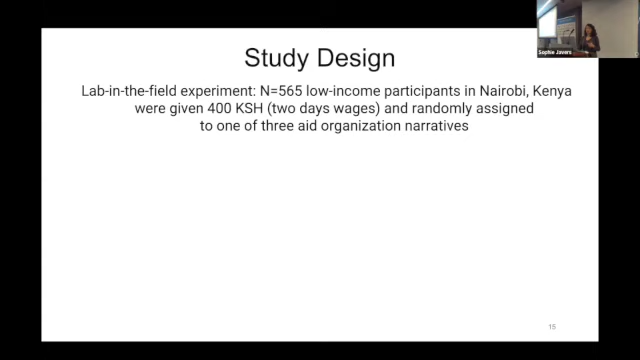 Study Design
Lab-in-the-field experiment: N=565 low-income participants in Nairobi, Kenya
were given 400 KSH (two days wages) and randomly assigned
to one of three aid organization narratives
15
Sophie Javers